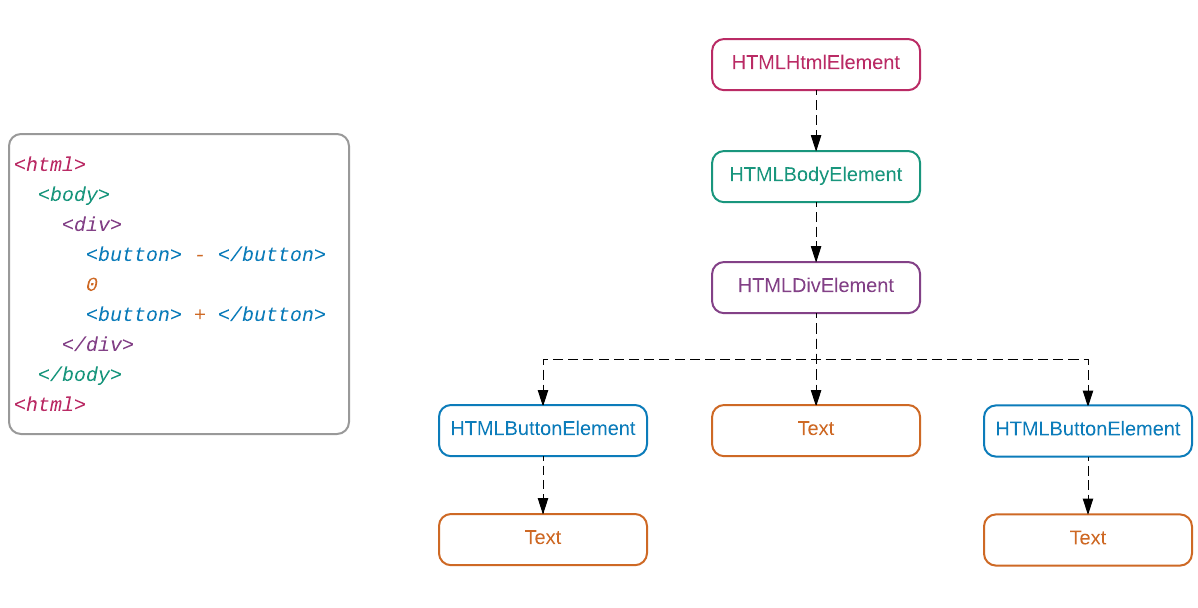 <html>
<body>
<div>
<button> - </button>
0
<button> + </button>
</div>
</body>
<html>
HTMLHtmlElement
HTMLBodyElement
HTMLDivElement
HTMLButtonElement
Text
HTMLButtonElement
Text
Text